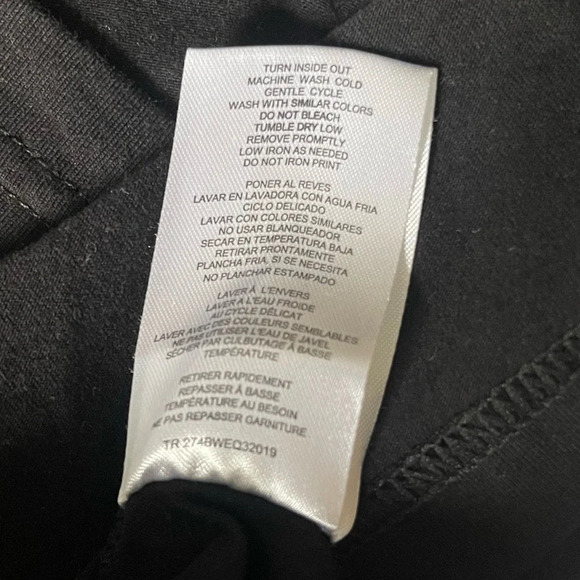 TURN INSIDE OUT
MACHINE WASH COLD
GENTLE CYCLE
WASH WITH SIMILAR COLORS
DO NOT BLEACH
TUMBLE DRY LOW
REMOVE PROMPTLY
LOW IRON AS NEEDED
DO NOT IRON PRINT
PONER AL REVES
LAVAR EN LAVADORA CON AGUA FRIA
CICLO DELICADO
LAVAR CON COLORES SIMILARES
NO USAR BLANQUEADOR
SECAR EN TEMPERATURA BAJA
RETIRAR PRONTAMENTE
PLANCHA FRIA, SI SE NECESITA
NO PLANCHAR ESTAMPADO
LAVER À L'ENVERS
LAVER A L'EAU FROIDE
AU CYCLE DÉLICAT
LAVER AVEC DES COULEURS SEMBLABLES
NE PAS UTILISER L'EAU DE JAVEL
SÉCHER PAR CULBUTAGE À BASSE
TEMPÉRATURE
RETIRER RAPIDEMENT
REPASSER À BASSE
TEMPÉRATURE AU BESOIN
NE PAS REPASSER GARNITURE
TR 274BWEQ32019